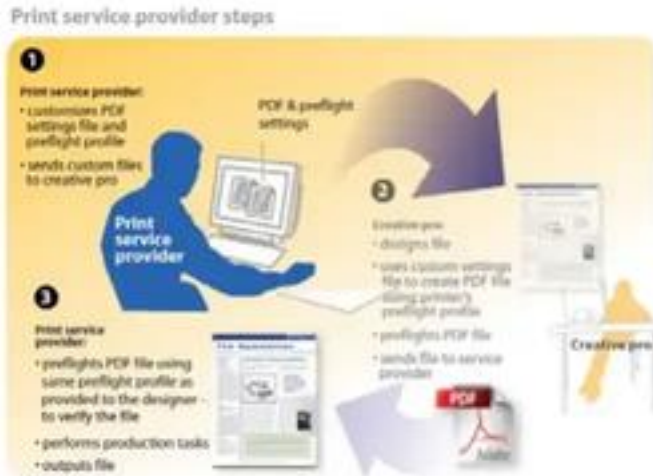 Print service provider steps
1
Print service provider:
• customizes PDF
settings file and
preflight profile
• sends custom files
to creative pro
PDF & preflight
settings
Print
service
provider
2
Creative pro:
• designs file
• uses custom settings
file to create PDF file
using printer's
preflight profile
• preflights PDF file
• sends file to service
provider
Creative pro
3
Print service
provider:
• preflights PDF file using
same preflight profile as
provided to the designer -
to verify the file
• performs production tasks
• outputs file
PDF
Adobe